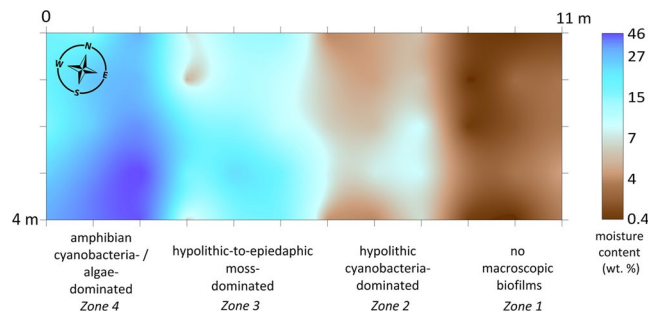 0
11 m
N
W
E
S
46
27
15
7
4
0.4
4 m
moisture
content
(wt. %)
amphibian
cyanobacteria- /
algae-
dominated
Zone 4
hypolithic-to-epiedaphic
moss-
dominated
Zone 3
hypolithic
cyanobacteria-
dominated
Zone 2
no
macroscopic
biofilms
Zone 1